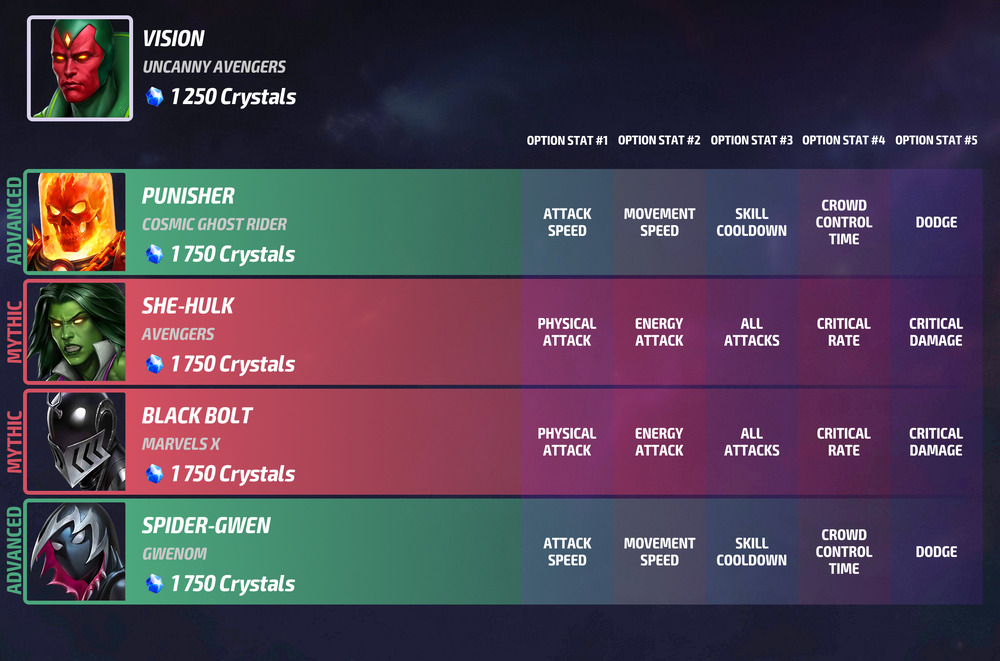 VISION
UNCANNY AVENGERS
1 250 Crystals
OPTION STAT #1 OPTION STAT #2 OPTION STAT #3 OPTION STAT #4 OPTION STAT #5
ADVANCED
PUNISHER
COSMIC GHOST RIDER
1 750 Crystals
ATTACK
SPEED
MOVEMENT
SPEED
SKILL
COOLDOWN
CROWD
CONTROL
TIME
DODGE
MYTHIC
SHE-HULK
AVENGERS
1 750 Crystals
PHYSICAL
ATTACK
ENERGY
ATTACK
ALL
ATTACKS
CRITICAL
RATE
CRITICAL
DAMAGE
MYTHIC
BLACK BOLT
MARVELS X
1 750 Crystals
PHYSICAL
ATTACK
ENERGY
ATTACK
ALL
ATTACKS
CRITICAL
RATE
CRITICAL
DAMAGE
ADVANCED
SPIDER-GWEN
GWENOM
1 750 Crystals
ATTACK
SPEED
MOVEMENT
SPEED
SKILL
COOLDOWN
CROWD
CONTROL
TIME
DODGE